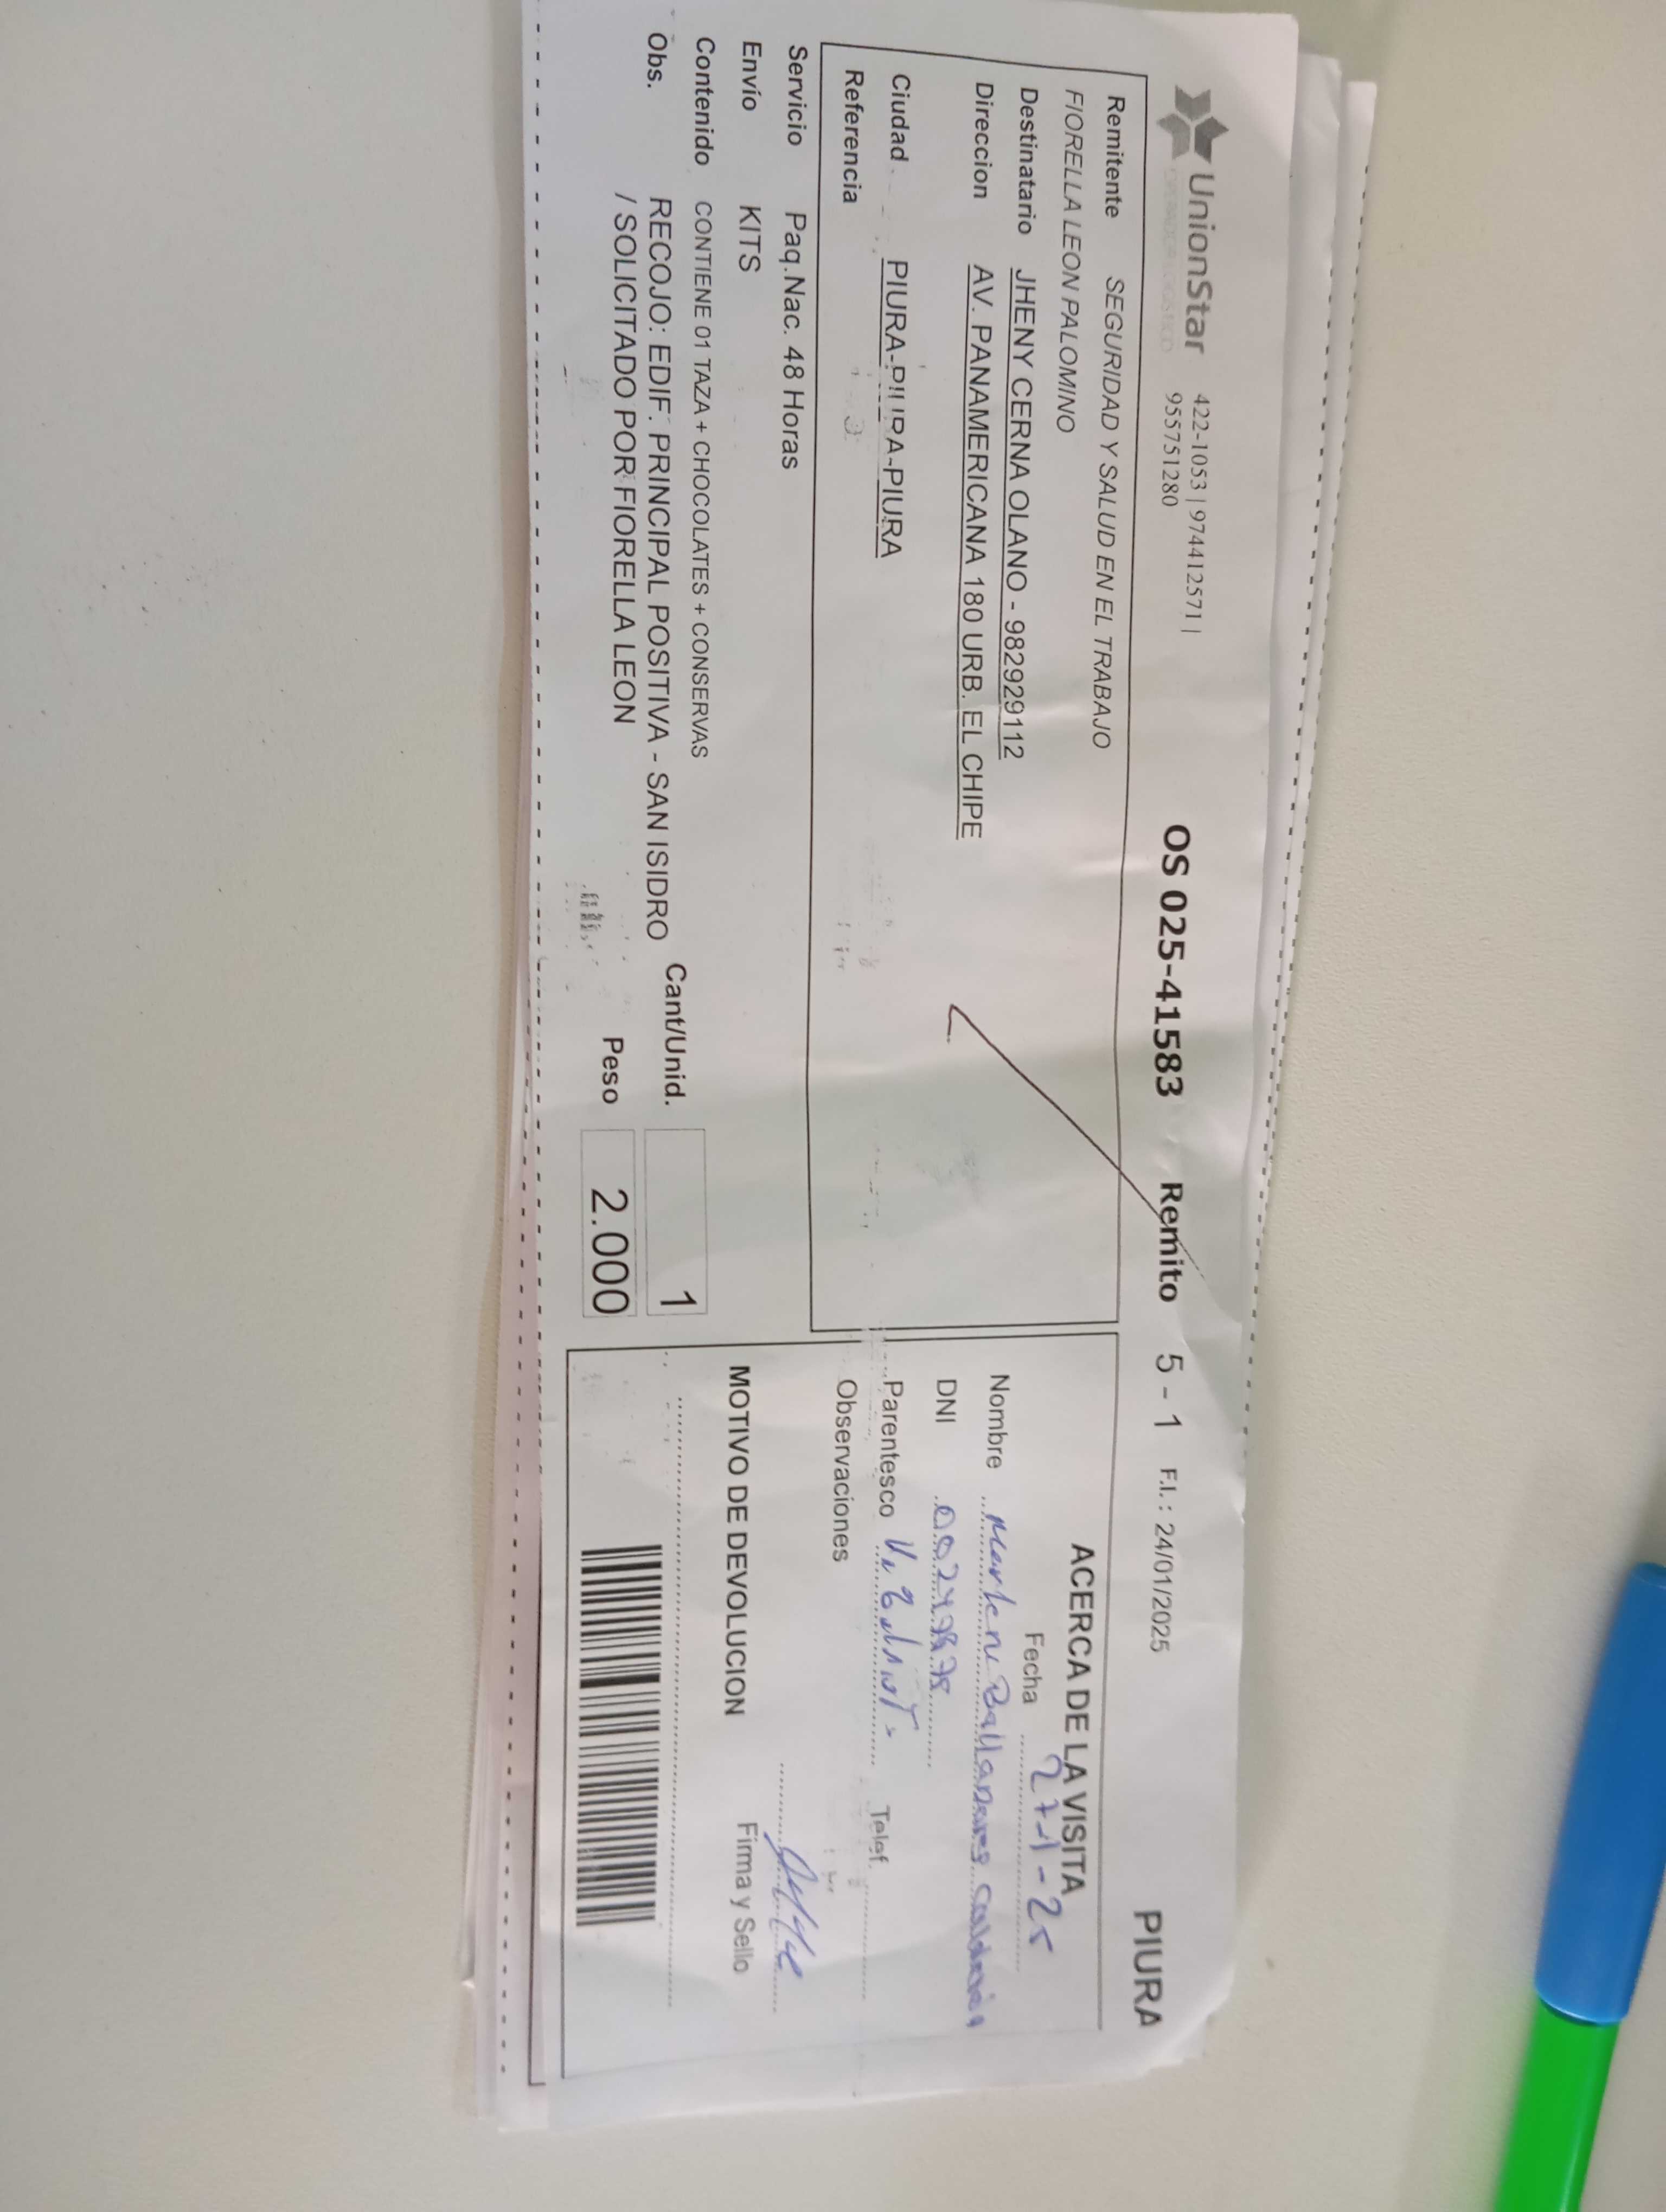 UnionStar
OPERADOR LOGISTICO
422-1053 | 974412571 |
955751280
OS 025-41583 Remito 5 - 1 F.I. : 24/01/2025 PIURA
Remitente SEGURIDAD Y SALUD EN EL TRABAJO
FIORELLA LEON PALOMINO
Destinatario JHENY CERNA OLANO - 982929112
Direccion AV. PANAMERICANA 180 URB. EL CHIPE
Ciudad PIURA-PIURA-PIURA
Referencia
Servicio Paq.Nac. 48 Horas
Envío KITS
Contenido CONTIENE 01 TAZA + CHOCOLATES + CONSERVAS
Obs. RECOJO: EDIF. PRINCIPAL POSITIVA - SAN ISIDRO
/ SOLICITADO POR FIORELLA LEON
Cant/Unid. 1
Peso 2.000
ACERCA DE LA VISITA
Fecha 27-1-25
Nombre
DNI
Parentesco
Telef.
Observaciones
MOTIVO DE DEVOLUCION
Firma y Sello